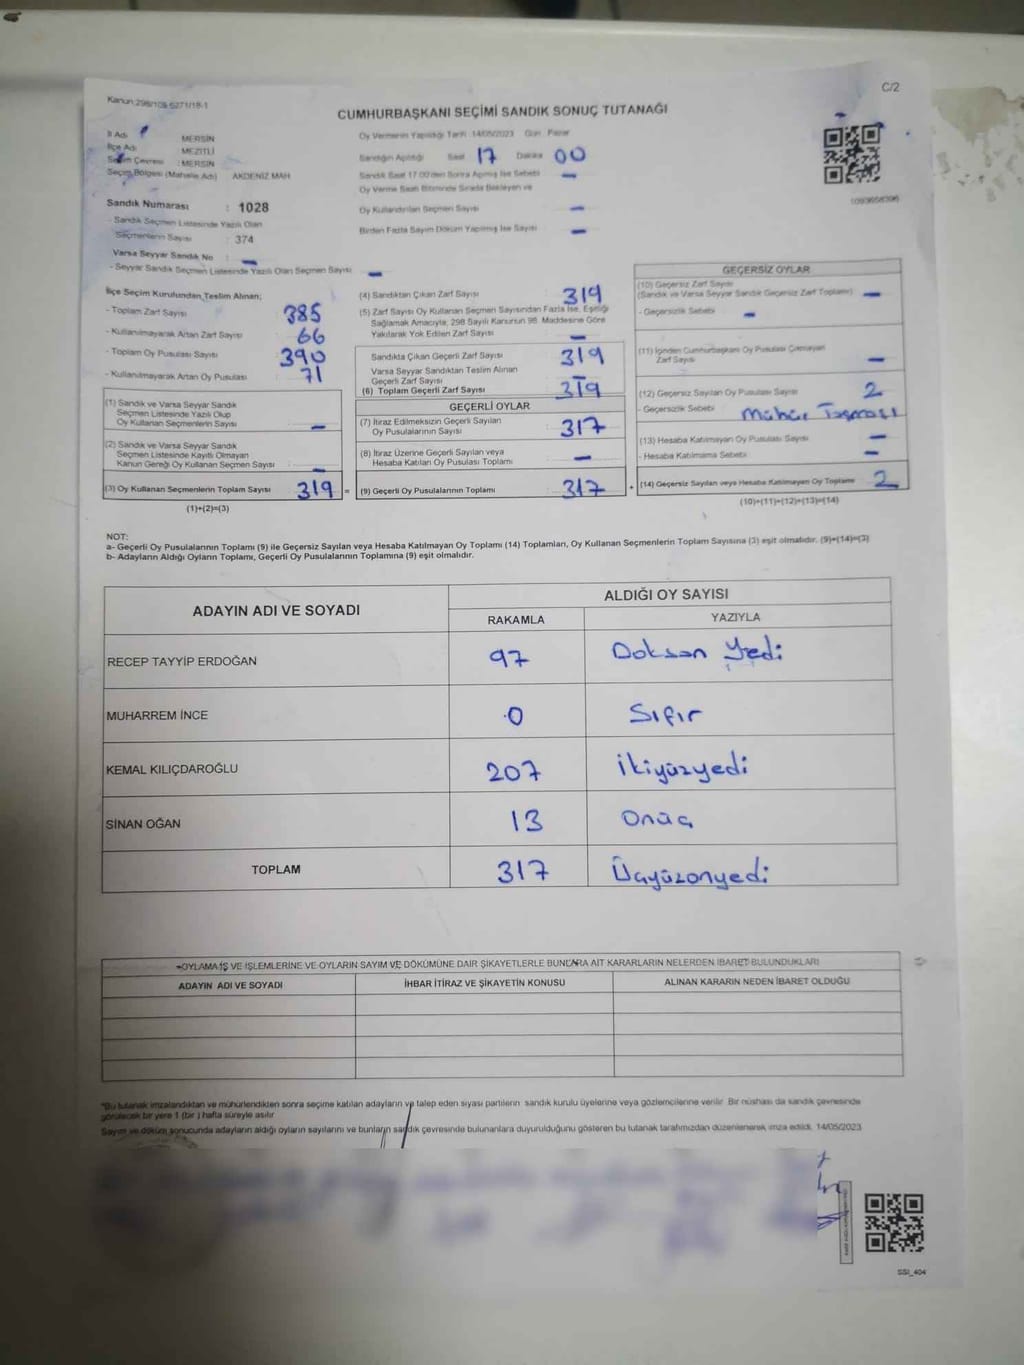 Kanun:298/105-6271/18-1
C/2
CUMHURBAŞKANI SEÇİMİ SANDIK SONUÇ TUTANAĞI
İl Adı : MERSİN
İlçe Adı : MEZİTLİ
Seçim Çevresi : MERSİN
Seçim Bölgesi (Mahalle Adı) AKDENİZ MAH
Sandık Numarası : 1028
- Sandık Seçmen Listesinde Yazılı Olan
Seçmenlerin Sayısı : 374
Varsa Seyyar Sandık No : –
- Seyyar Sandık Seçmen Listesinde Yazılı Olan Seçmen Sayısı –
Oy Vermenin Yapıldığı Tarih :14/05/2023 Gün : Pazar
Sandığın Açıldığı Saat 17 Dakika 00
Sandık Saat 17.00'den Sonra Açılmış İse Sebebi –
Oy Verme Saati Bitiminde Sırada Bekleyen ve
Oy Kullandırılan Seçmen Sayısı –
Birden Fazla Sayım Döküm Yapılmış İse Sayısı –
1093658396
İlçe Seçim Kurulundan Teslim Alınan;
- Toplam Zarf Sayısı : 385
- Kullanılmayarak Artan Zarf Sayısı : 66
- Toplam Oy Pusulası Sayısı : 390
- Kullanılmayarak Artan Oy Pusulası : 71
(1) Sandık ve Varsa Seyyar Sandık
Seçmen Listesinde Yazılı Olup
Oy Kullanan Seçmenlerin Sayısı –
(2) Sandık ve Varsa Seyyar Sandık
Seçmen Listesinde Kayıtlı Olmayan
Kanun Gereği Oy Kullanan Seçmen Sayısı –
(3) Oy Kullanan Seçmenlerin Toplam Sayısı 319 =
(1)+(2)=(3)
(4) Sandıktan Çıkan Zarf Sayısı 319
(5) Zarf Sayısı Oy Kullanan Seçmen Sayısından Fazla İse, Eşitliği
Sağlamak Amacıyla, 298 Sayılı Kanunun 98. Maddesine Göre
Yakılarak Yok Edilen Zarf Sayısı –
Sandıkta Çıkan Geçerli Zarf Sayısı 319
Varsa Seyyar Sandıktan Teslim Alınan
Geçerli Zarf Sayısı –
(6) Toplam Geçerli Zarf Sayısı 319
GEÇERLİ OYLAR
(7) İtiraz Edilmeksizin Geçerli Sayılan
Oy Pusulalarının Sayısı 317
(8) İtiraz Üzerine Geçerli Sayılan veya
Hesaba Katılan Oy Pusulası Toplamı –
(9) Geçerli Oy Pusulalarının Toplamı 317 +
GEÇERSİZ OYLAR
(10) Geçersiz Zarf Sayısı
(Sandık ve Varsa Seyyar Sandık Geçersiz Zarf Toplamı) –
- Geçersizlik Sebebi –
(11) İçinden Cumhurbaşkanı Oy Pusulası Çıkmayan
Zarf Sayısı –
(12) Geçersiz Sayılan Oy Pusulası Sayısı 2
- Geçersizlik Sebebi Mühür Taşması
(13) Hesaba Katılmayan Oy Pusulası Sayısı –
- Hesaba Katılmama Sebebi –
(14) Geçersiz Sayılan veya Hesaba Katılmayan Oy Toplamı 2
(10)+(11)+(12)+(13)=(14)
NOT:
a- Geçerli Oy Pusulalarının Toplamı (9) ile Geçersiz Sayılan veya Hesaba Katılmayan Oy Toplamı (14) Toplamları, Oy Kullanan Seçmenlerin Toplam Sayısına (3) eşit olmalıdır. (9)+(14)=(3)
b- Adayların Aldığı Oyların Toplamı, Geçerli Oy Pusulalarının Toplamına (9) eşit olmalıdır.
ADAYIN ADI VE SOYADI
ALDIĞI OY SAYISI
RAKAMLA YAZIYLA
RECEP TAYYİP ERDOĞAN 97 Doksan Yedi
MUHARREM İNCE 0 Sıfır
KEMAL KILIÇDAROĞLU 207 ikiyüzyedi
SİNAN OĞAN 13 Onüç
TOPLAM 317 Üçyüzonyedi
OYLAMA İŞ VE İŞLEMLERİNE VE OYLARIN SAYIM VE DÖKÜMÜNE DAİR ŞİKAYETLERLE BUNLARA AİT KARARLARIN NELERDEN İBARET BULUNDUKLARI
ADAYIN ADI VE SOYADI İHBAR İTİRAZ VE ŞİKAYETİN KONUSU ALINAN KARARIN NEDEN İBARET OLDUĞU
*Bu tutanak imzalandıktan ve mühürlendikten sonra seçime katılan adayların ve talep eden siyasi partilerin sandık kurulu üyelerine veya gözlemcilerine verilir. Bir nüshası da sandık çevresinde
görülecek bir yere 1 (bir ) hafta süreyle asılır
Sayım ve döküm sonucunda adayların aldığı oyların sayılarını ve bunların sandık çevresinde bulunanlara duyurulduğunu gösteren bu tutanak tarafımızdan düzenlenerek imza edildi. 14/05/2023
SSI_404